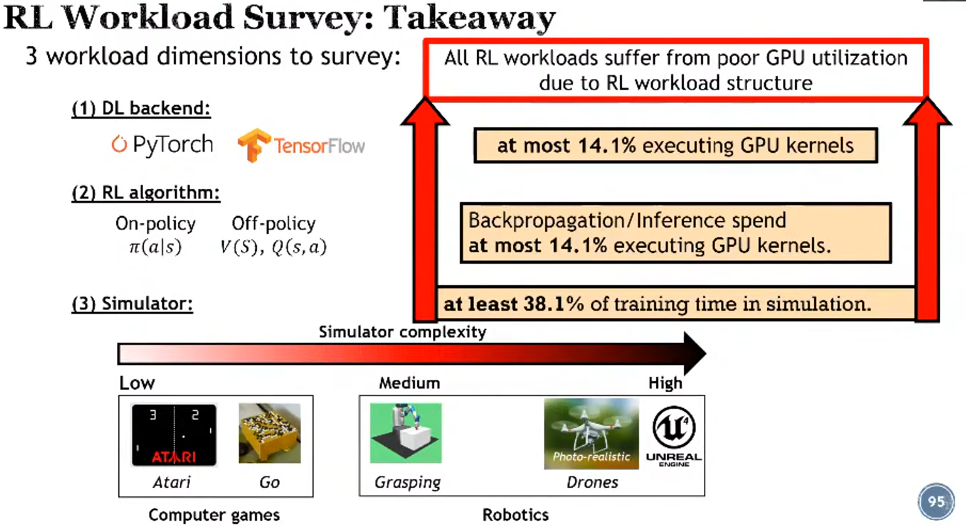 RL Workload Survey: Takeaway
3 workload dimensions to survey:
All RL workloads suffer from poor GPU utilization
due to RL workload structure
(1) DL backend:
PyTorch
TensorFlow
at most 14.1% executing GPU kernels
(2) RL algorithm:
On-policy
Off-policy
π(a|s)
V(S), Q(s, a)
Backpropagation/Inference spend
at most 14.1% executing GPU kernels.
(3) Simulator:
at least 38.1% of training time in simulation.
Simulator complexity
Low
Medium
High
3 2
ATARI
Photo-realistic
UNREAL
ENGINE
Atari
Go
Grasping
Drones
Computer games
Robotics
95